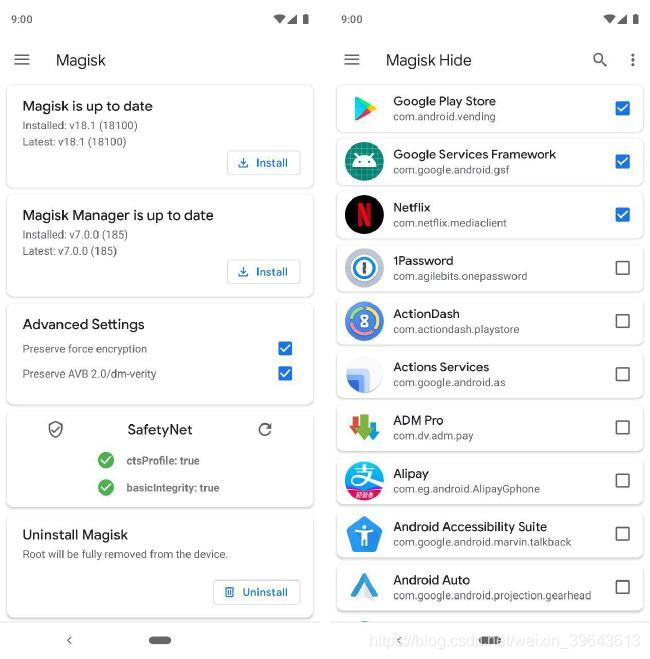 9:00
Magisk
Magisk is up to date
Installed: v18.1 (18100)
Latest: v18.1 (18100)
Install
Magisk Manager is up to date
Installed: v7.0.0 (185)
Latest: v7.0.0 (185)
Install
Advanced Settings
Preserve force encryption
Preserve AVB 2.0/dm-verity
SafetyNet
ctsProfile: true
basicIntegrity: true
Uninstall Magisk
Root will be fully removed from the device.
Uninstall
9:00
Magisk Hide
Google Play Store
com.android.vending
Google Services Framework
com.google.android.gsf
Netflix
com.netflix.mediaclient
1Password
com.agilebits.onepassword
ActionDash
com.actiondash.playstore
Actions Services
com.google.android.as
ADM Pro
com.dv.adm.pay
Alipay
com.eg.android.AlipayGphone
Android Accessibility Suite
com.google.android.marvin.talkback
Android Auto
com.google.android.projection.gearhead
https://blog.csdn.net/weixin_39643613